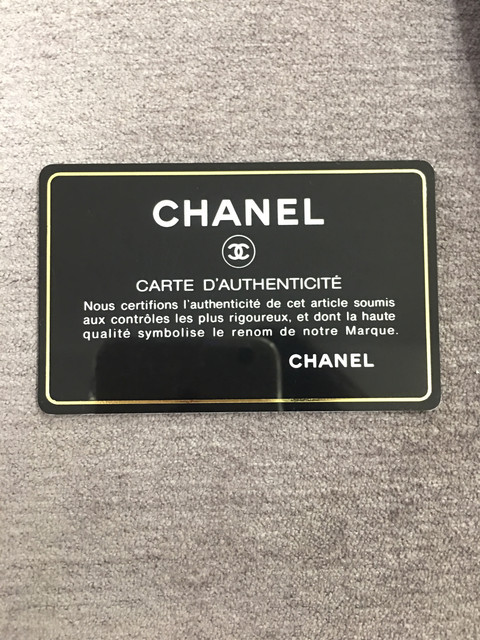 CHANEL
CARTE D'AUTHENTICITÉ
Nous certifions l'authenticité de cet article soumis
aux contrôles les plus rigoureux, et dont la haute
qualité symbolise le renom de notre Marque.
CHANEL